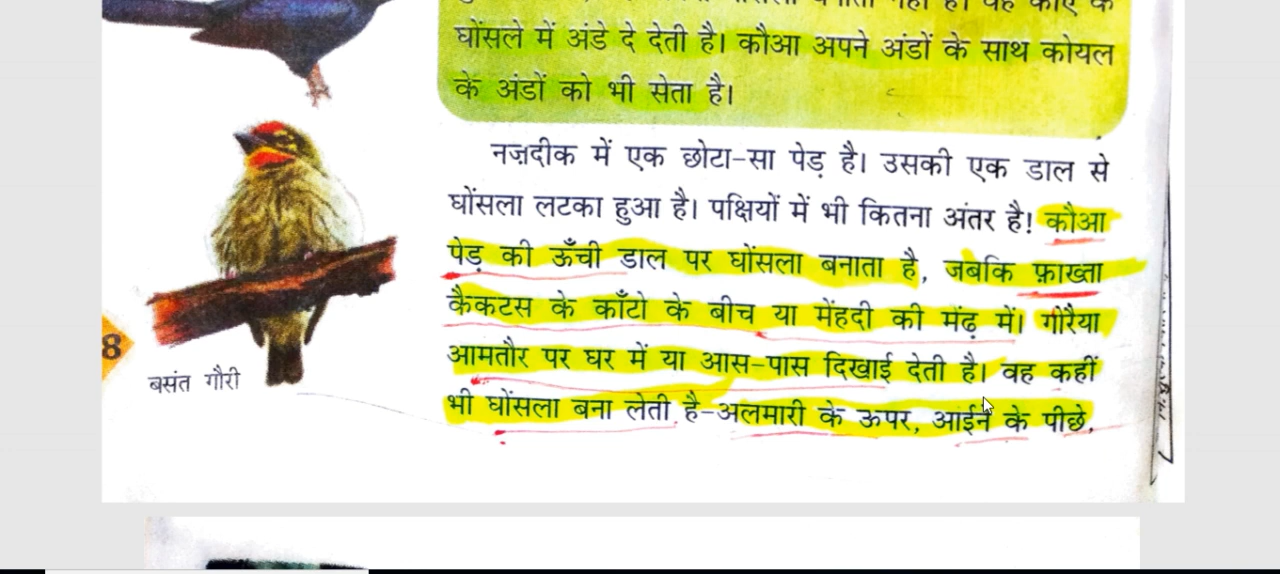 घोंसले में अंडे दे देती है। कौआ अपने अंडों के साथ कोयल
के अंडों को भी सेता है।
नज़दीक में एक छोटा-सा पेड़ है। उसकी एक डाल से
घोंसला लटका हुआ है। पक्षियों में भी कितना अंतर है! कौआ
पेड़ की ऊँची डाल पर घोंसला बनाता है, जबकि फ़ाख्ता
कैकटस के काँटो के बीच या मेंहदी की मेंढ़ में। गौरैया
आमतौर पर घर में या आस-पास दिखाई देती है। वह कहीं
भी घोंसला बना लेती है-अलमारी के ऊपर, आईने के पीछे,
8
बसंत गौरी